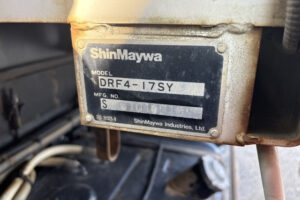 ShinMaywa
MODEL
DRF4-17SY
MFG. NO
S
ShinMaywa Industries, Ltd.